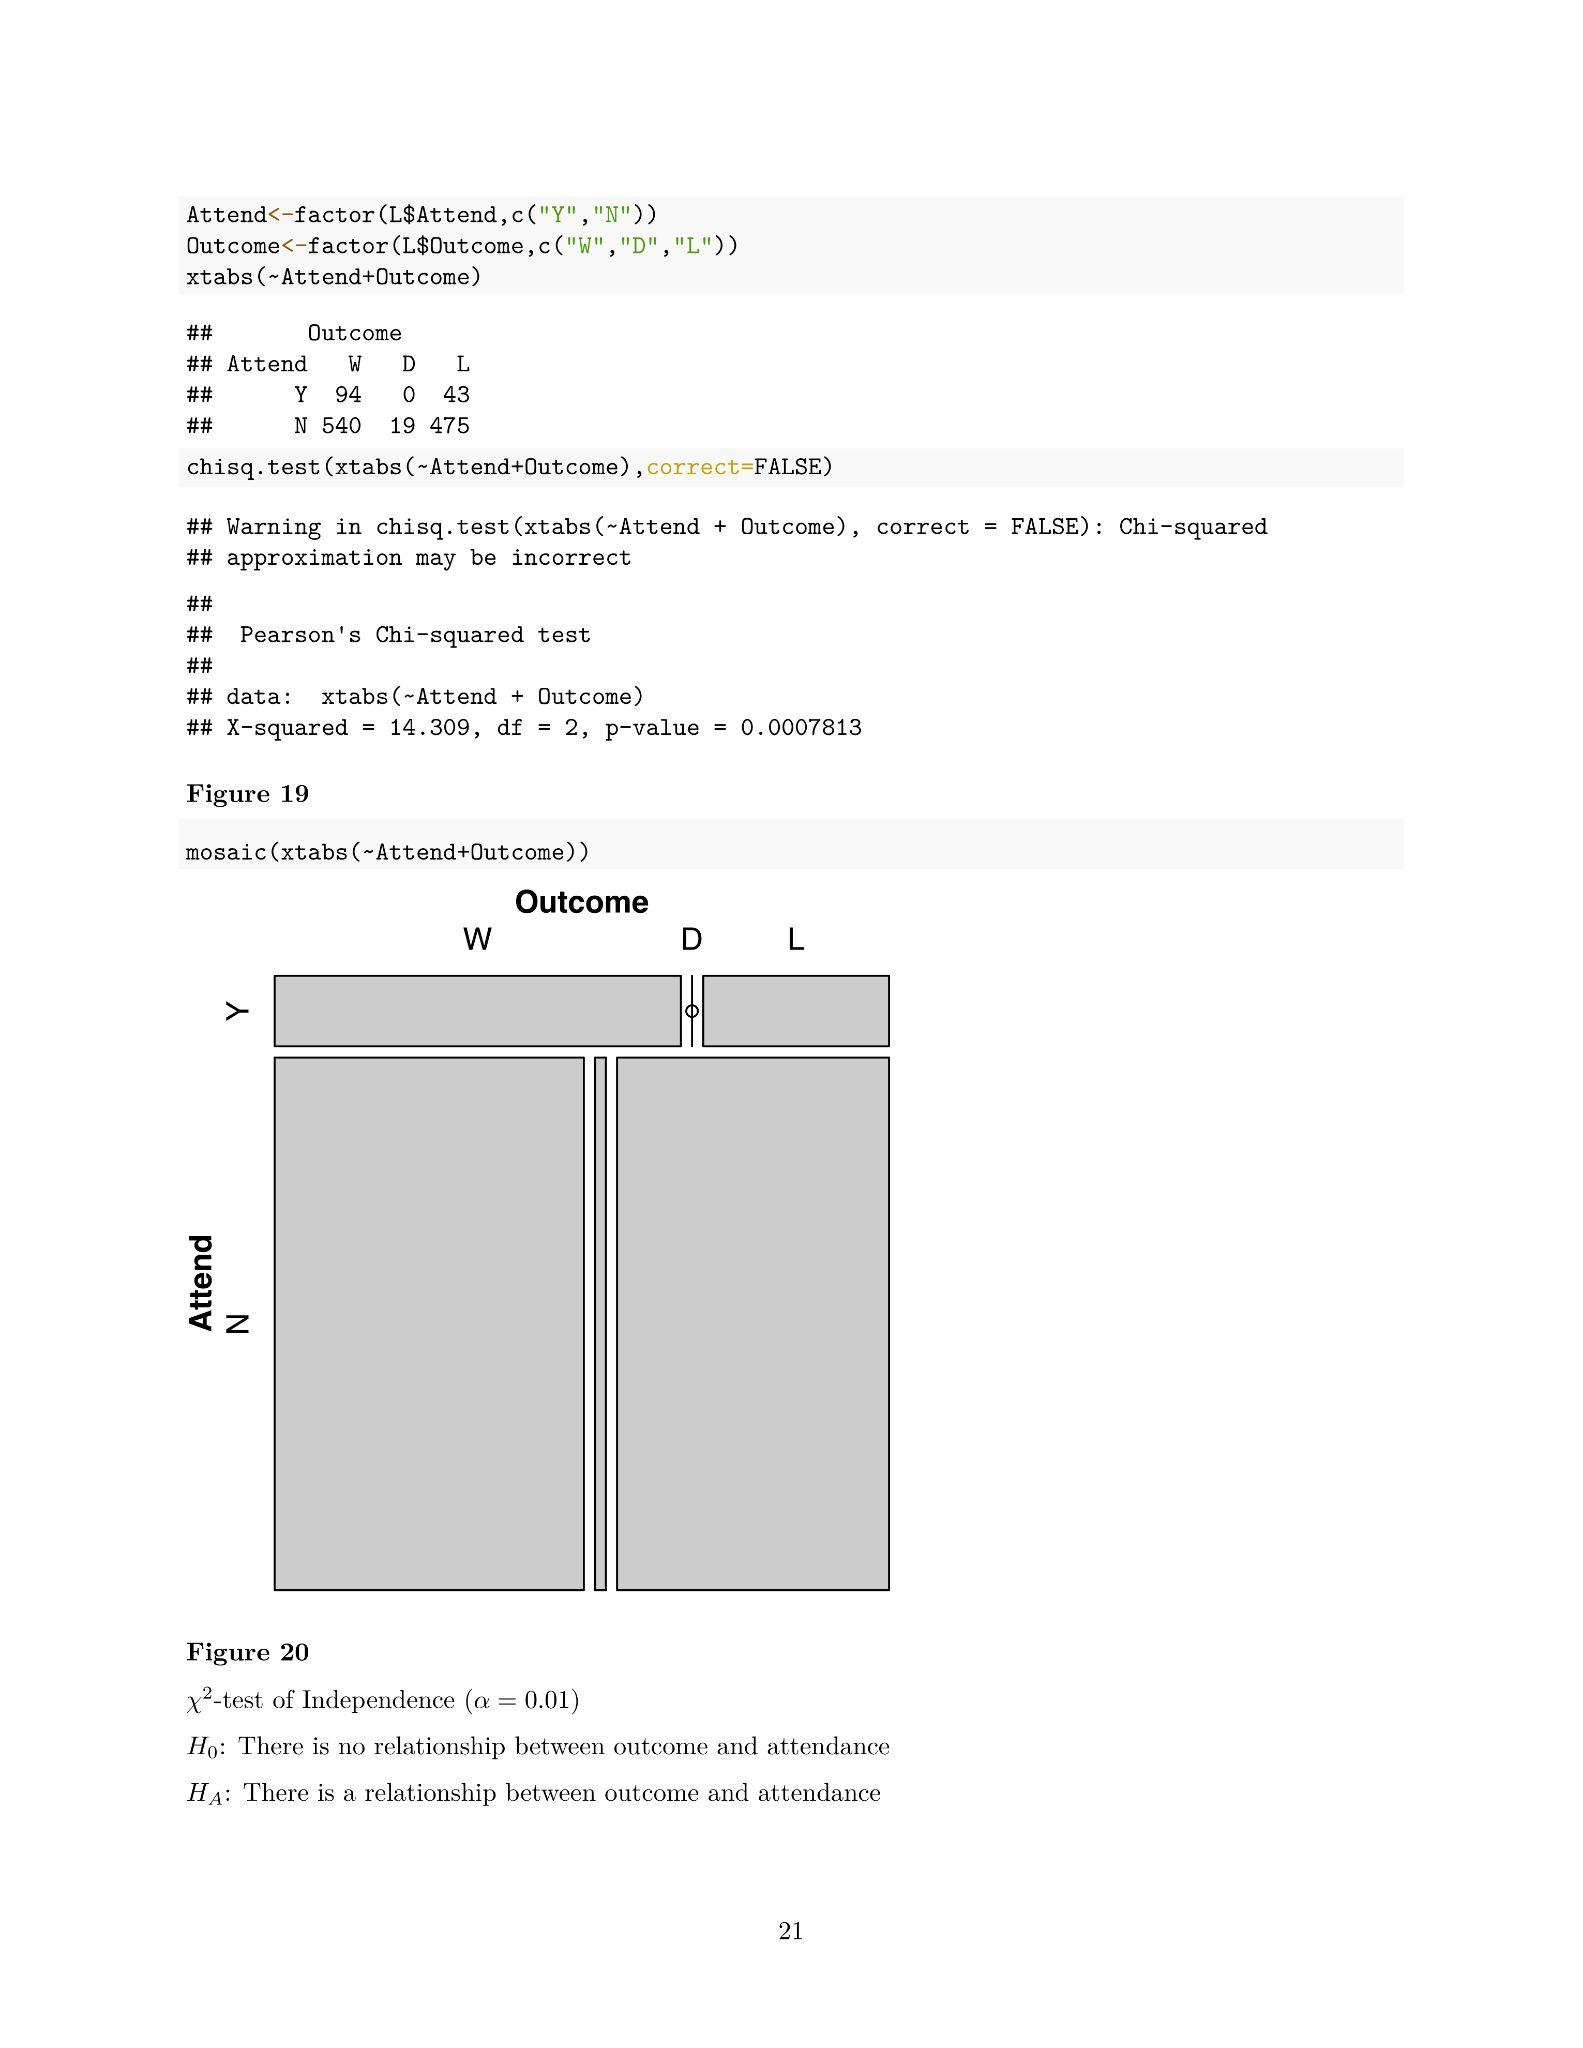 Attend<-factor(L$Attend,c("Y","N"))
Outcome<-factor(L$Outcome,c("W","D","L"))
xtabs(~Attend+Outcome)
##       Outcome
## Attend   W   D   L
##      Y  94   0  43
##      N 540  19 475
chisq.test(xtabs(~Attend+Outcome),correct=FALSE)
## Warning in chisq.test(xtabs(~Attend + Outcome), correct = FALSE): Chi-squared
## approximation may be incorrect
##
##  Pearson's Chi-squared test
##
## data:  xtabs(~Attend + Outcome)
## X-squared = 14.309, df = 2, p-value = 0.0007813
Figure 19
mosaic(xtabs(~Attend+Outcome))
Outcome
W D L
Y
Attend
N
Figure 20
χ²-test of Independence (α = 0.01)
H₀: There is no relationship between outcome and attendance
H_A: There is a relationship between outcome and attendance
21